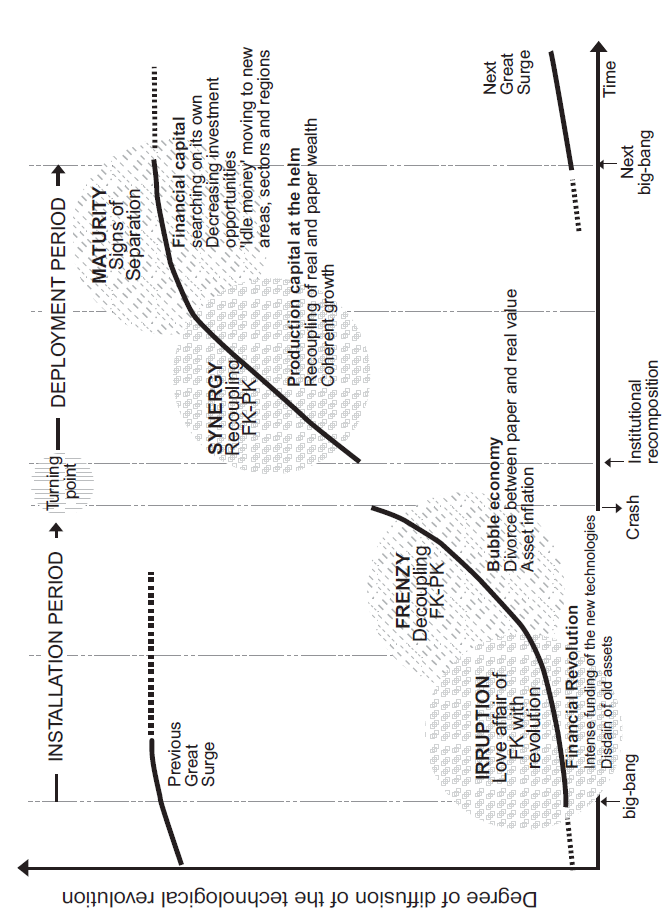 Degree of diffusion of the technological revolution
INSTALLATION PERIOD
Turning
point
DEPLOYMENT PERIOD
Previous
Great
Surge
IRRUPTION
Love affair of
FK with
revolution
Financial Revolution
Intense funding of the new technologies
Disdain of old assets
FRENZY
Decoupling
FK-PK
Bubble economy
Divorce between paper and real value
Asset inflation
SYNERGY
Recoupling
FK-PK
Production capital at the helm
Recoupling of real and paper wealth
Coherent growth
MATURITY
Signs of
Separation
Financial capital
searching on its own
Decreasing investment
opportunities
'Idle money' moving to new
areas, sectors and regions
Next
Great
Surge
big-bang
Crash
Institutional
recomposition
Next
big-bang
Time